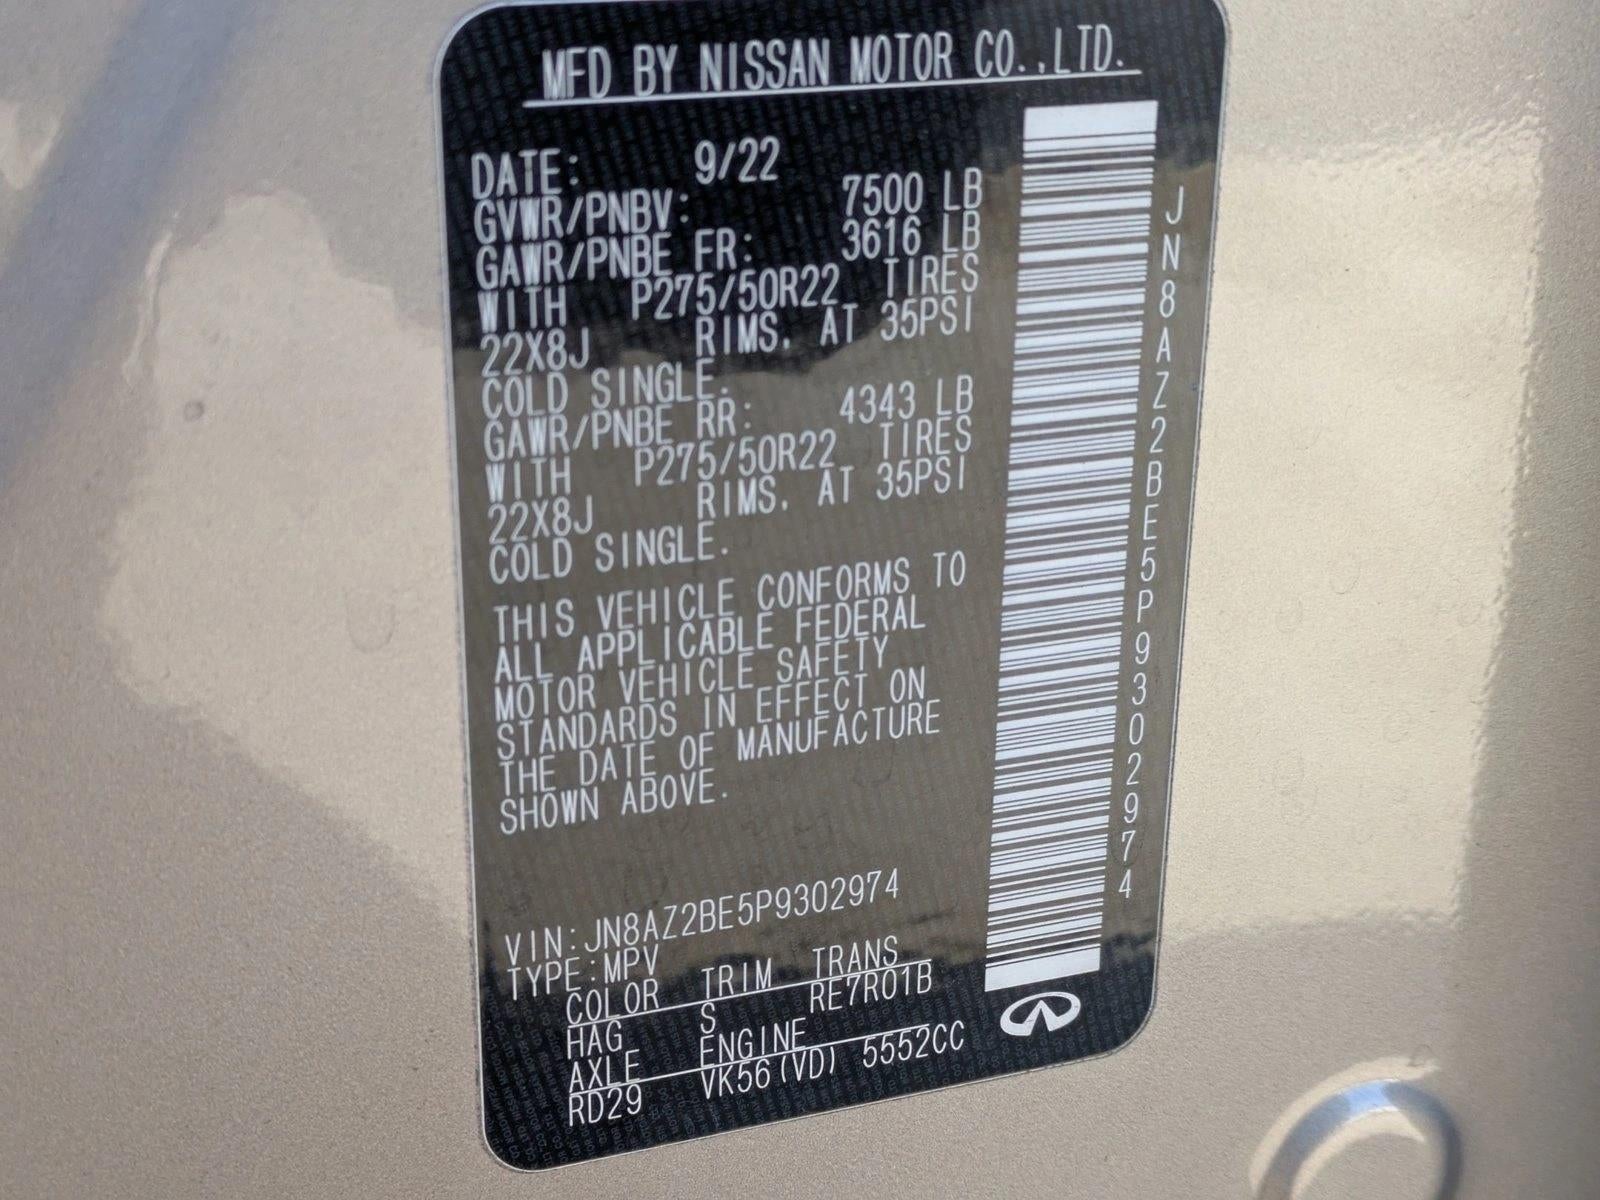 MFD BY NISSAN MOTOR CO.,LTD.
DATE: 9/22
GVWR/PNBV: 7500 LB
GAWR/PNBE FR: 3616 LB
WITH P275/50R22 TIRES
22X8J RIMS. AT 35PSI
COLD SINGLE.
GAWR/PNBE RR: 4343 LB
WITH P275/50R22 TIRES
22X8J RIMS. AT 35PSI
COLD SINGLE.
THIS VEHICLE CONFORMS TO
ALL APPLICABLE FEDERAL
MOTOR VEHICLE SAFETY
STANDARDS IN EFFECT ON
THE DATE OF MANUFACTURE
SHOWN ABOVE.
VIN:JN8AZ2BE5P9302974
TYPE:MPV
COLOR TRIM TRANS
HAG S RE7R01B
AXLE ENGINE
RD29 VK56(VD) 5552CC
JN8AZ2BE5P9302974